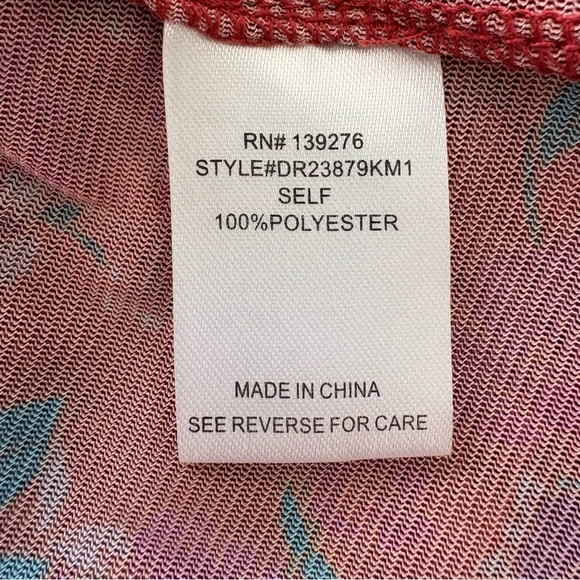 RN# 139276
STYLE#DR23879KM1
SELF
100%POLYESTER
MADE IN CHINA
SEE REVERSE FOR CARE